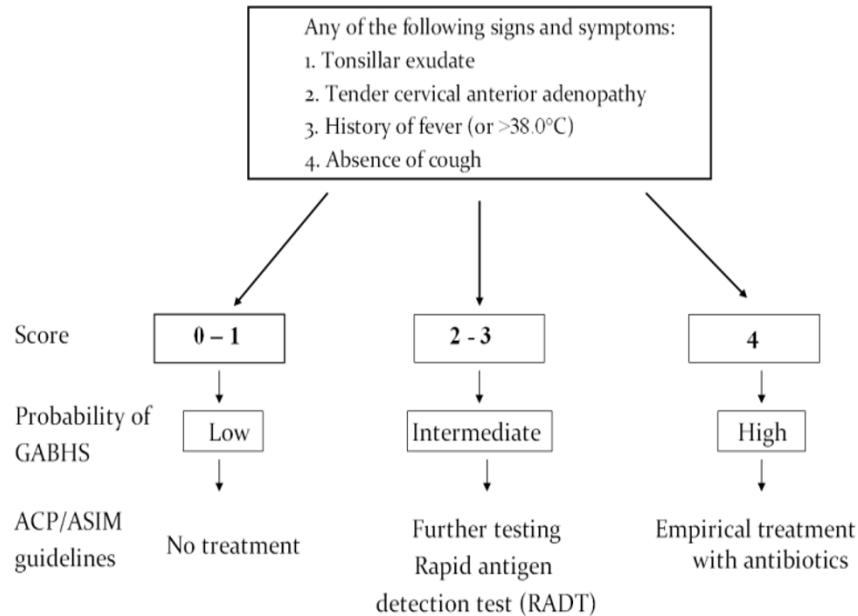 Any of the following signs and symptoms:
1. Tonsillar exudate
2. Tender cervical anterior adenopathy
3. History of fever (or >38.0°C)
4. Absence of cough
Score
0 – 1
2 - 3
4
Probability of
GABHS
Low
Intermediate
High
ACP/ASIM
guidelines
No treatment
Further testing
Rapid antigen
detection test (RADT)
Empirical treatment
with antibiotics